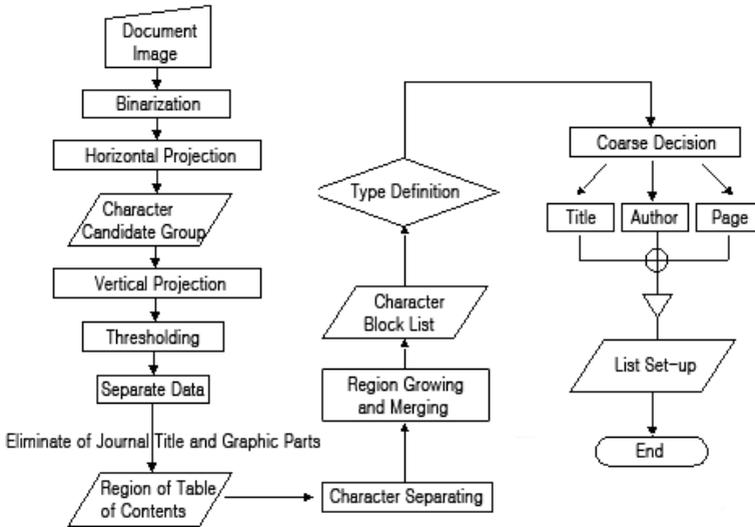 Document
Image
Binarization
Horizontal Projection
Character
Candidate Group
Vertical Projection
Thresholding
Separate Data
Eliminate of Journal Title and Graphic Parts
Region of Table
of Contents
Character Separating
Region Growing
and Merging
Character
Block List
Type Definition
Coarse Decision
Title
Author
Page
List Set-up
End